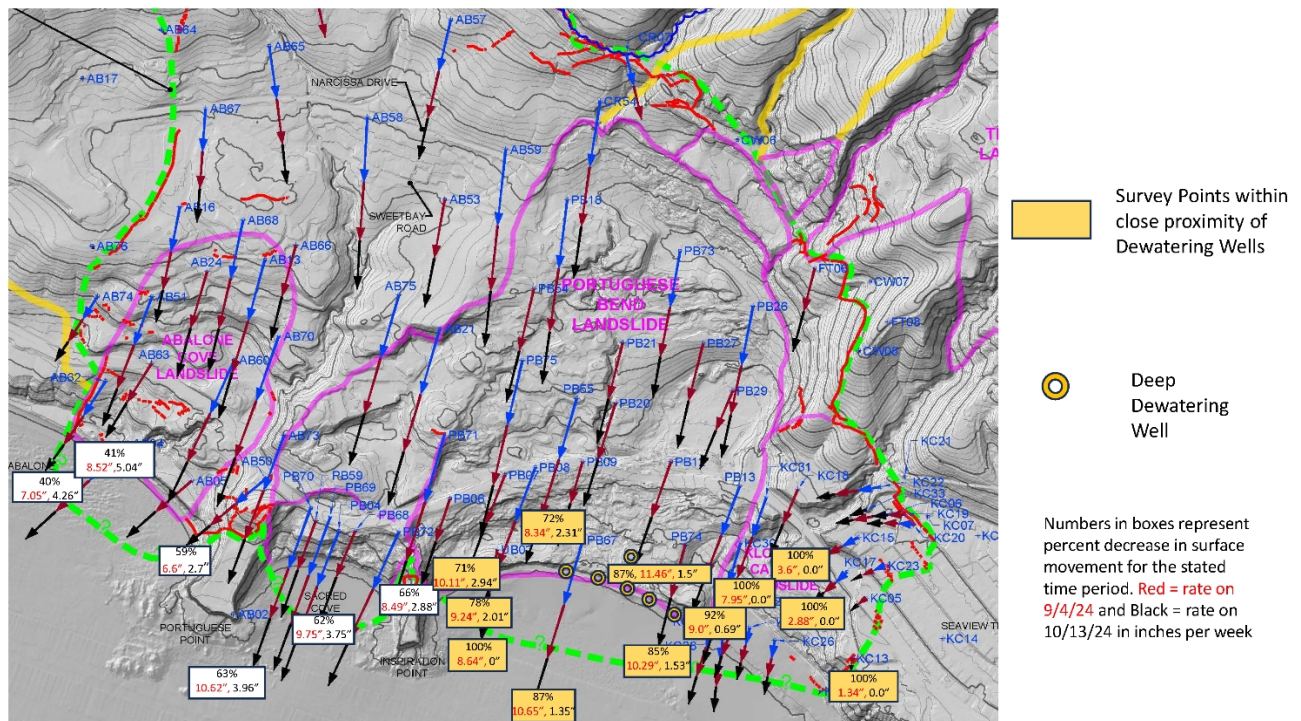 AB64
AB65
AB57
CR02
AB17
NARCISSA DRIVE
AB67
AB58
CR54
CW06
AB59
AB16
AB68
SWEETBAY
ROAD
AB53
PB18
AB76
AB66
AB24
AB13
PB73
FT06
CW07
AB74
AB51
AB75
PB54
PORTUGUESE
BEND
LANDSLIDE
PB26
FT08
AB70
AB21
ABALONE
COVE
LANDSLIDE
AB63
AB60
PB75
PB21
PB27
CW08
AB62
PB55
PB29
PB20
AB73
PB71
KC21
AB50
PB70
PB59
PB69
PB08
PB09
KC31
KC18
KC22
KC33
KC06
KC19
KC07
KC20
AB05
PB04
PB68
PB06
PB13
PB72
PB67
PB74
KC15
KC17
KC23
KC05
ABALONE
41%
8.52", 5.04"
40%
7.05", 4.26"
59%
6.6", 2.7"
72%
8.34", 2.31"
71%
10.11", 2.94"
87%, 11.46", 1.5"
100%
3.6", 0.0"
100%
7.95", 0.0"
100%
2.88", 0.0"
66%
8.49", 2.88"
78%
9.24", 2.01"
92%
9.0", 0.69"
AB02
SACRED
COVE
62%
9.75", 3.75"
PORTUGUESE
POINT
INSPIRATION
POINT
100%
8.64", 0"
85%
10.29", 1.53"
KC26
SEAVIEW
KC14
KC13
63%
10.62", 3.96"
87%
10.65", 1.35"
100%
1.34", 0.0"
Survey Points within
close proximity of
Dewatering Wells
Deep
Dewatering
Well
Numbers in boxes represent
percent decrease in surface
movement for the stated
time period. Red = rate on
9/4/24 and Black = rate on
10/13/24 in inches per week